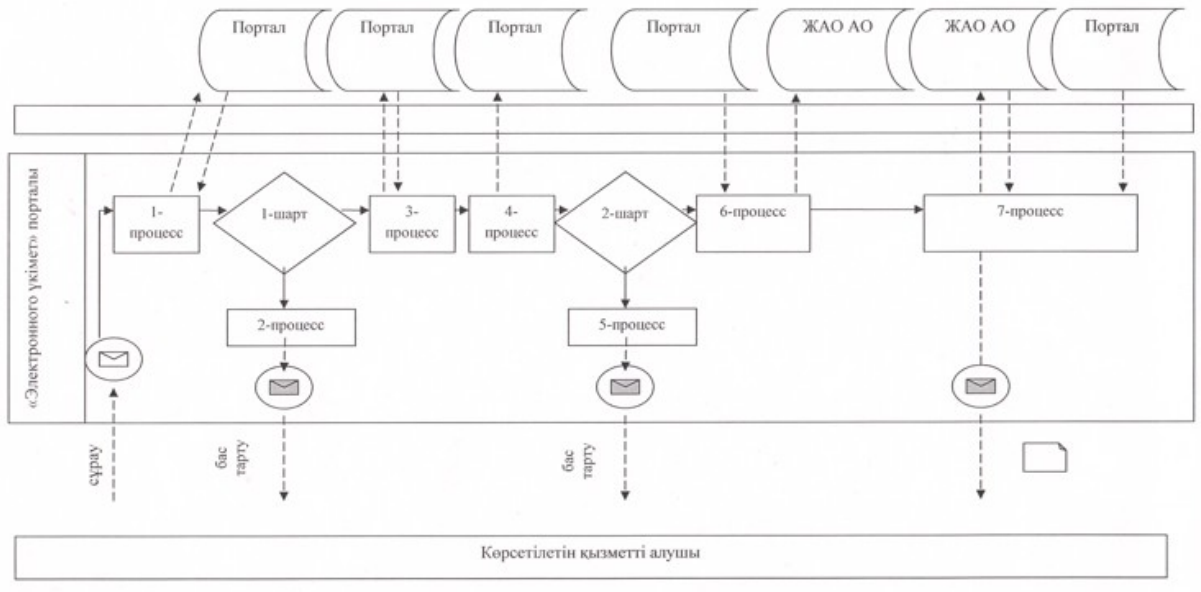 Портал
Портал
Портал
Портал
ЖАО АО
ЖАО АО
Портал
«Электронного үкімет» порталы
1-
процесс
1-шарт
3-
процесс
4-
процесс
2-шарт
6-процесс
7-процесс
2-процесс
5-процесс
сұрау
бас
тарту
бас
тарту
Көрсетілетін қызметті алушы